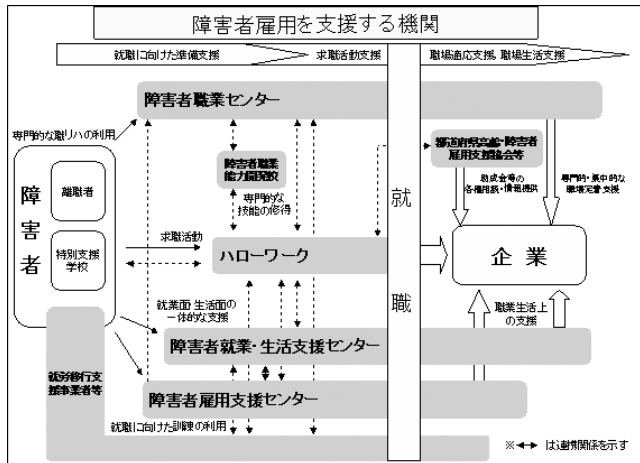 障害者雇用を支援する機関
就職に向けた準備支援
求職活動支援
職場適応支援、職場生活支援
障害者職業センター
専門的な職リハの利用
障害者
離職者
特別支援
学校
障害者職業
能力開発校
専門的な
技能の修得
都道府県高齢・障害者
雇用支援協会等
助成金等の
各種相談・情報提供
専門的・集中的な
職場定着支援
求職活動
ハローワーク
就職
企業
就業面・生活面の
一体的な支援
職業生活上
の支援
障害者就業・生活支援センター
就労移行支
援事業者等
障害者雇用支援センター
就職に向けた訓練の利用
※◀-▶ は連携関係を示す